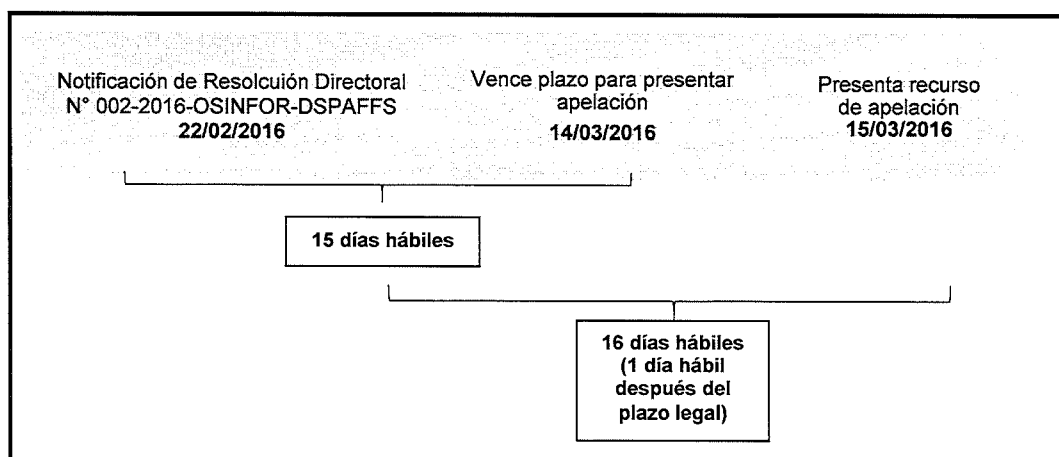 Notificación de Resolcuión Directoral
N° 002-2016-OSINFOR-DSPAFFS
22/02/2016
Vence plazo para presentar
apelación
14/03/2016
Presenta recurso
de apelación
15/03/2016
15 días hábiles
16 días hábiles
(1 día hábil
después del
plazo legal)